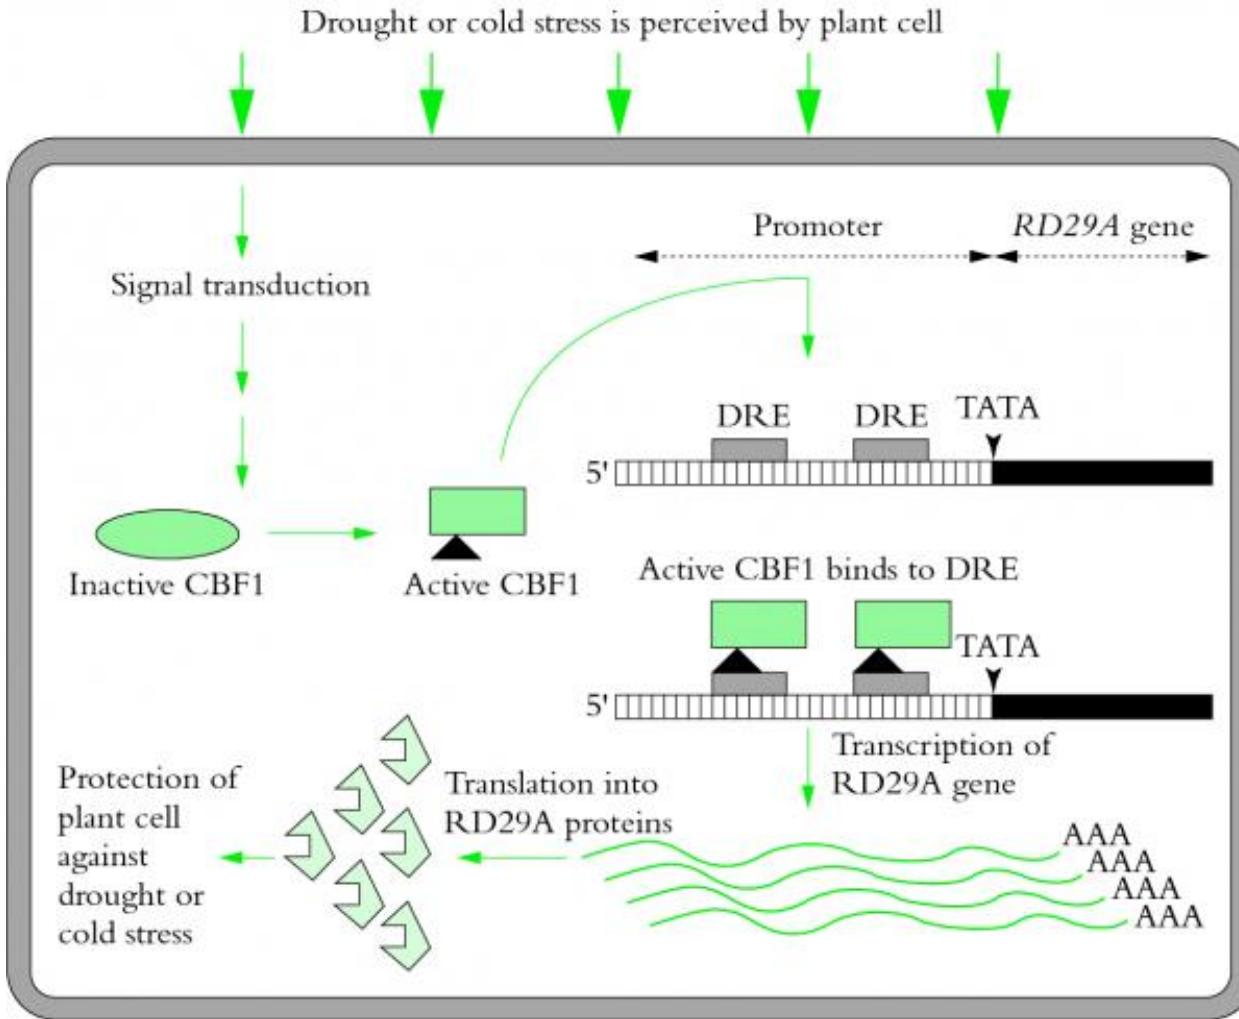 Drought or cold stress is perceived by plant cell
Promoter
RD29A gene
Signal transduction
DRE
DRE
TATA
5'
Inactive CBF1
Active CBF1
Active CBF1 binds to DRE
TATA
5'
Transcription of
RD29A gene
Translation into
RD29A proteins
Protection of
plant cell
against
drought or
cold stress
AAA
AAA
AAA
AAA